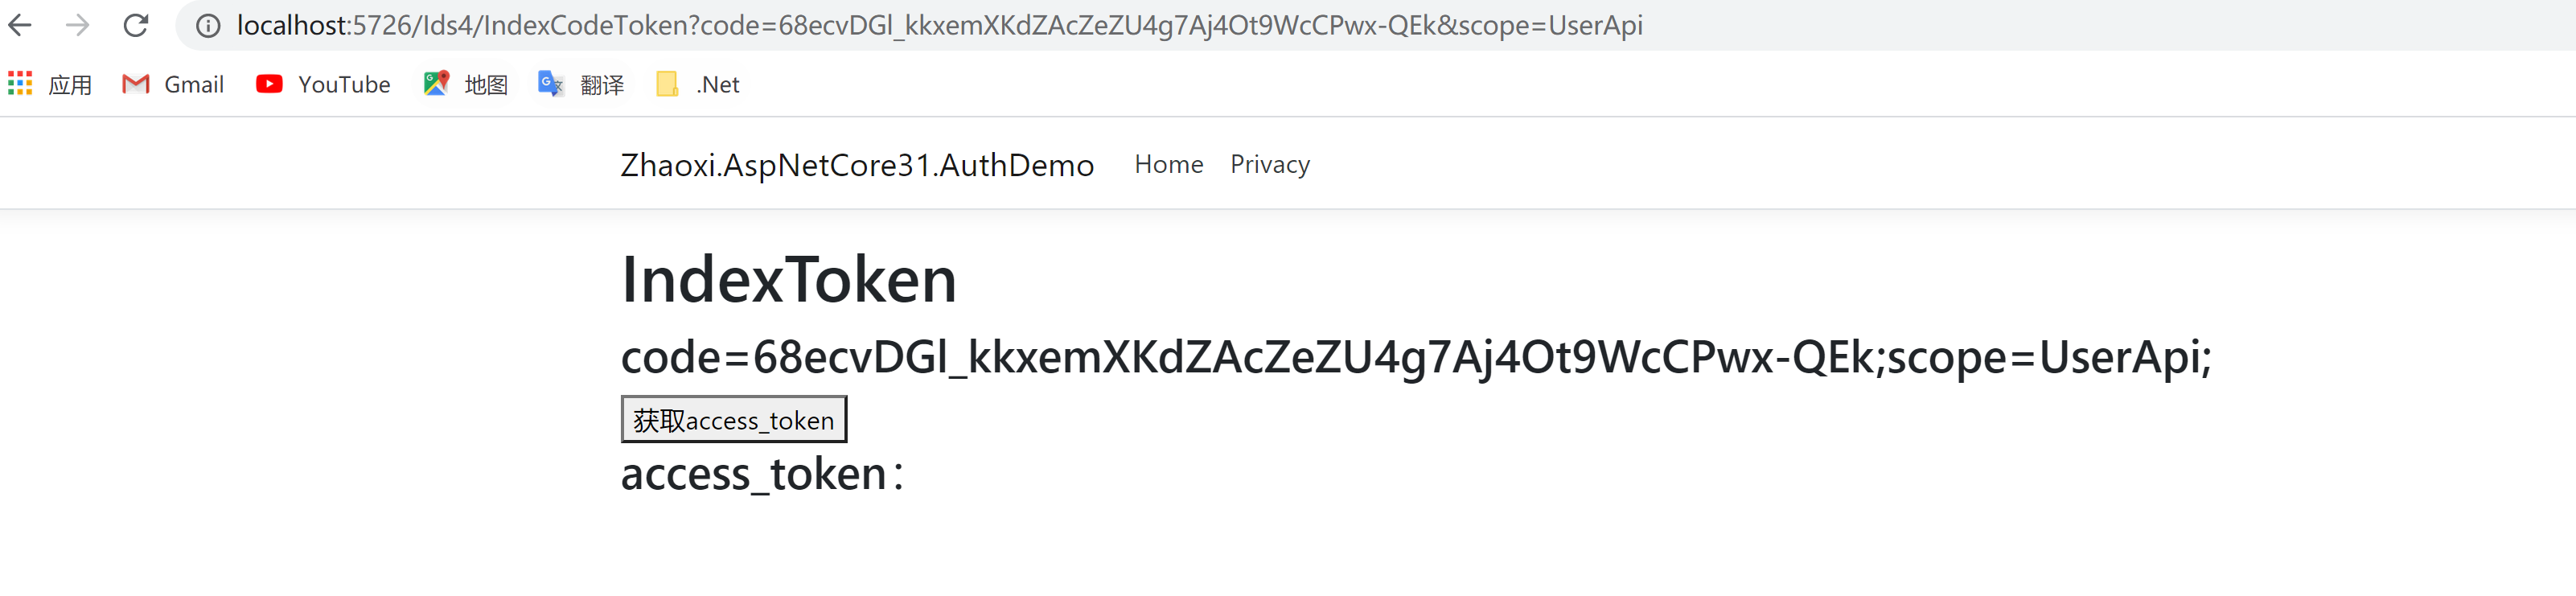 localhost:5726/Ids4/IndexCodeToken?code=68ecvDGl_kkxemXKdZAcZeZU4g7Aj4Ot9WcCPwx-QEk&scope=UserApi
应用 Gmail YouTube 地图 翻译 .Net
Zhaoxi.AspNetCore31.AuthDemo Home Privacy
IndexToken
code=68ecvDGl_kkxemXKdZAcZeZU4g7Aj4Ot9WcCPwx-QEk;scope=UserApi;
获取access_token
access_token：